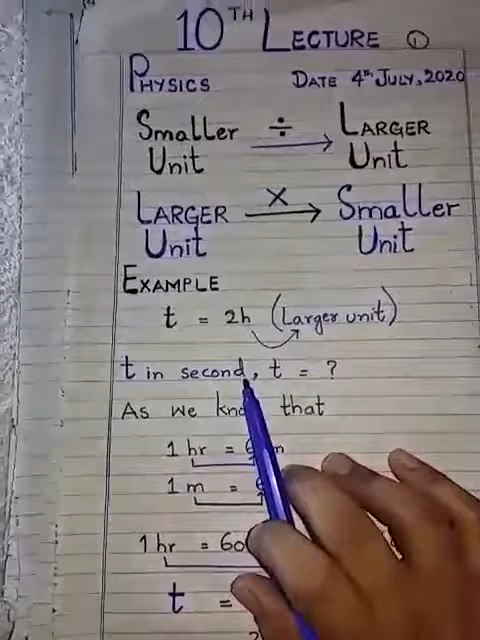 10TH LECTURE 1
PHYSICS DATE 4th JULY, 2020
Smaller Unit ÷ → LARGER Unit
LARGER Unit × → Smaller Unit
EXAMPLE
t = 2h (Larger unit)
t in second, t = ?
As we that
1 hr =
1 m =
1 hr = 60
t =